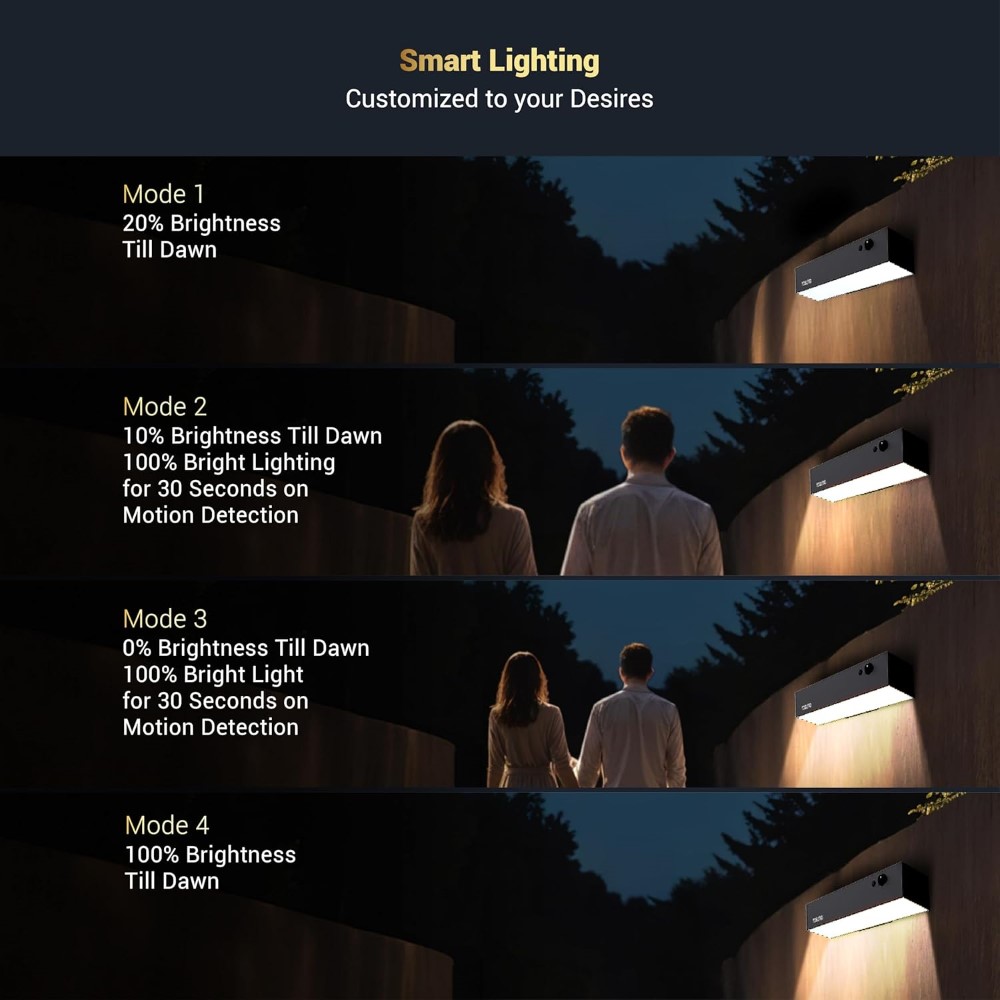 Smart Lighting
Customized to your Desires
Mode 1
20% Brightness
Till Dawn
Mode 2
10% Brightness Till Dawn
100% Bright Lighting
for 30 Seconds on
Motion Detection
Mode 3
0% Brightness Till Dawn
100% Bright Light
for 30 Seconds on
Motion Detection
Mode 4
100% Brightness
Till Dawn